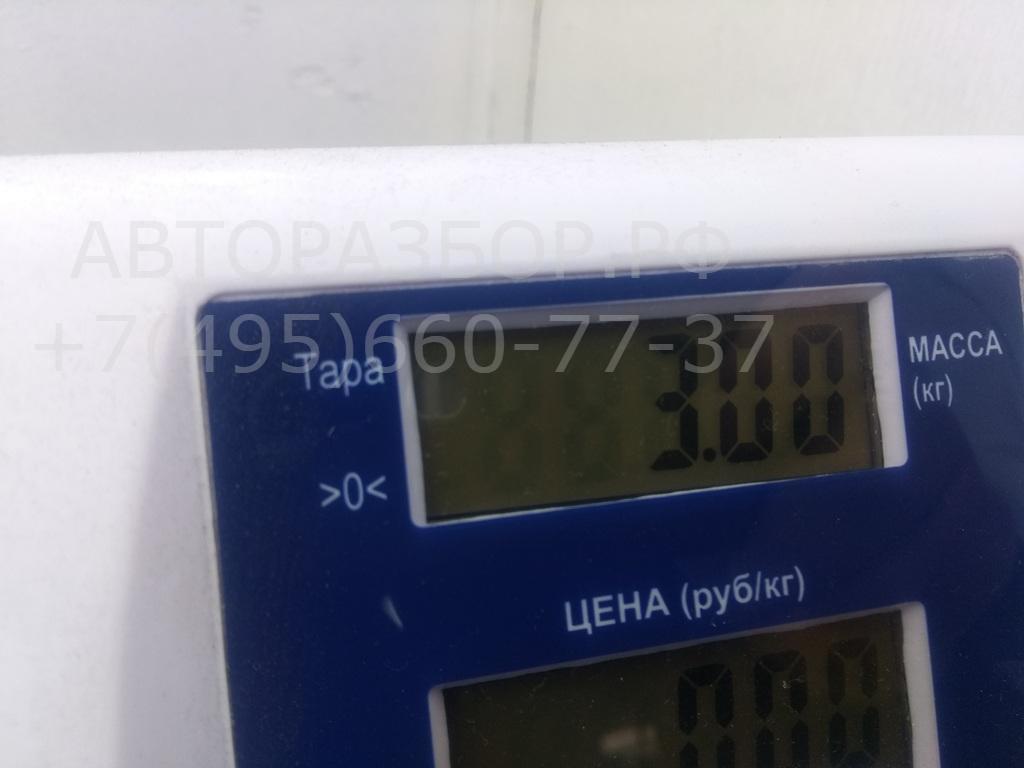 АВТОРАЗБОР.РФ
+7(495)660-77-37
Тара
3.00
МАССА
(кг)
>0<
ЦЕНА (руб/кг)